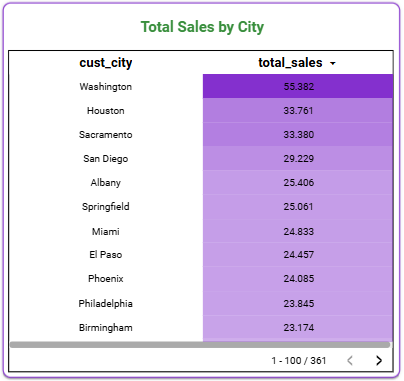 Total Sales by City
cust_city total_sales
Washington 55.382
Houston 33.761
Sacramento 33.380
San Diego 29.229
Albany 25.406
Springfield 25.061
Miami 24.833
El Paso 24.457
Phoenix 24.085
Philadelphia 23.845
Birmingham 23.174
1 - 100 / 361